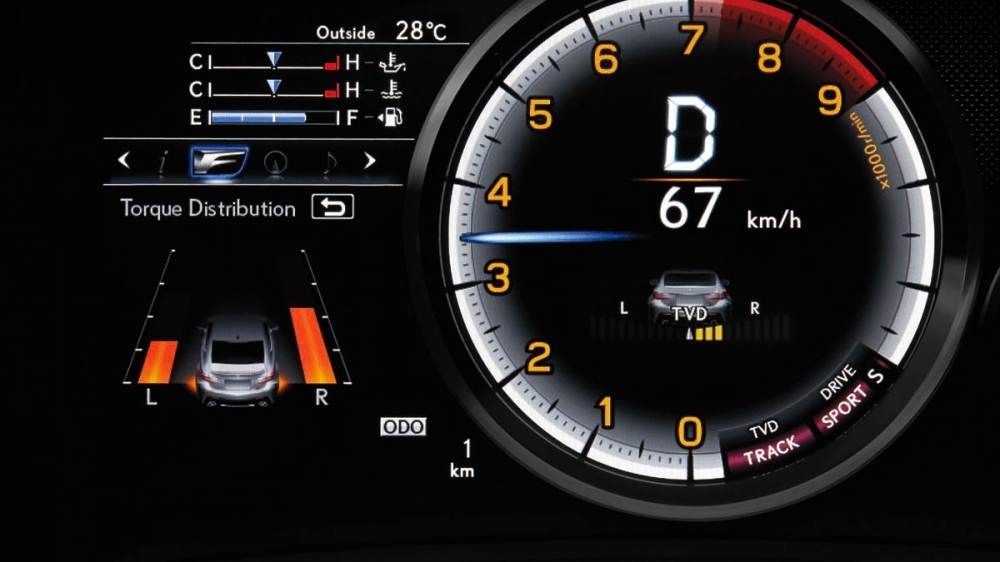 Outside 28°C
C H
C H
E F
Torque Distribution
L R
ODO
1
km
0
1
2
3
4
5
6
7
8
9
×1000r/min
D
67 km/h
L TVD R
TVD
TRACK
DRIVE
SPORT S